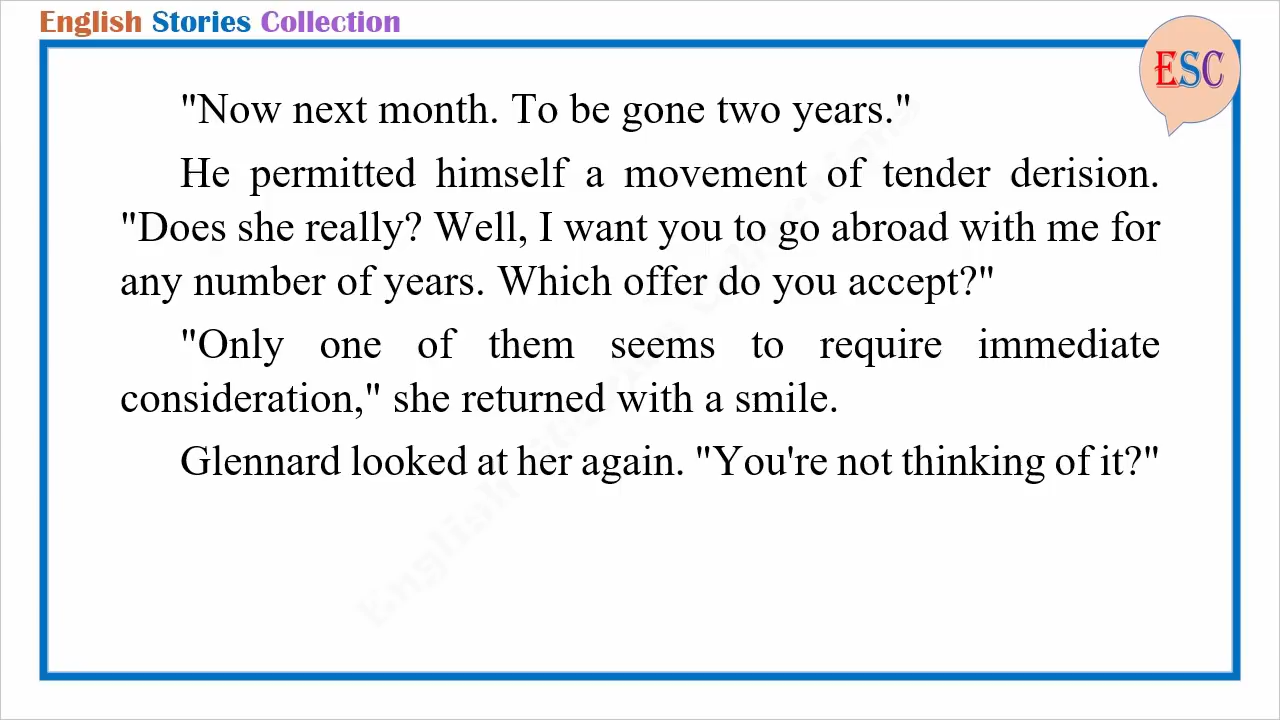 English Stories Collection
ESC
"Now next month. To be gone two years."
He permitted himself a movement of tender derision.
"Does she really? Well, I want you to go abroad with me for
any number of years. Which offer do you accept?"
"Only one of them seems to require immediate
consideration," she returned with a smile.
Glennard looked at her again. "You're not thinking of it?"
English